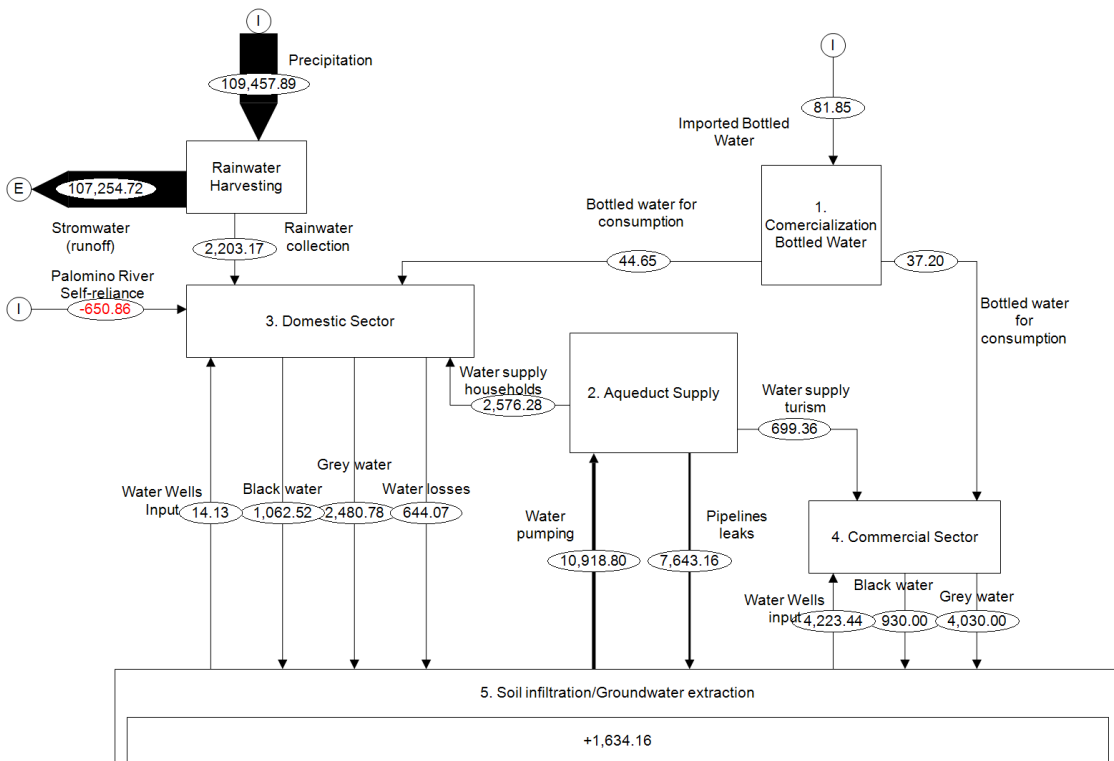 I
Precipitation
109,457.89
I
81.85
Imported Bottled
Water
Rainwater
Harvesting
E
107,254.72
Stromwater
(runoff)
Rainwater
collection
2,203.17
Bottled water for
consumption
1.
Comercialization
Bottled Water
44.65
37.20
Palomino River
Self-reliance
I
-650.86
3. Domestic Sector
Bottled water
for
consumption
Water supply
households
2,576.28
2. Aqueduct Supply
Water supply
turism
699.36
Water Wells
Input
14.13
Black water
1,062.52
Grey water
2,480.78
Water losses
644.07
Water
pumping
10,918.80
Pipelines
leaks
7,643.16
4. Commercial Sector
Water Wells
input
4,223.44
Black water
930.00
Grey water
4,030.00
5. Soil infiltration/Groundwater extraction
+1,634.16